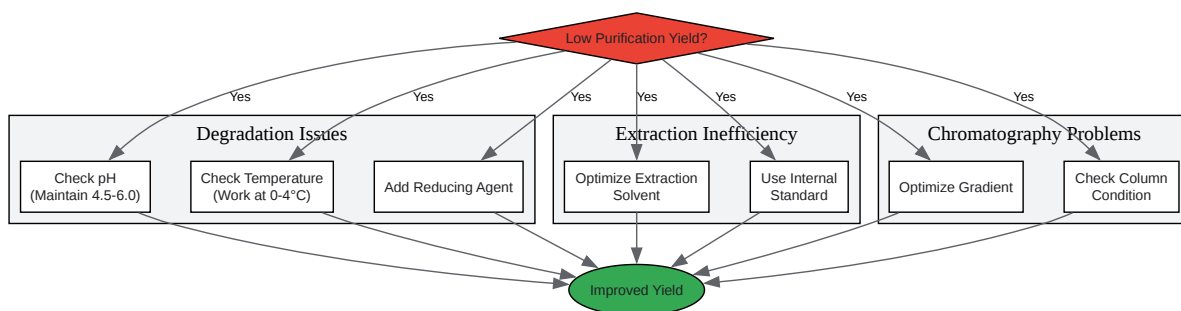 Low Purification Yield?
Yes
Yes
Yes
Yes
Yes
Yes
Yes
Degradation Issues
Extraction Inefficiency
Chromatography Problems
Check pH
(Maintain 4.5-6.0)
Check Temperature
(Work at 0-4°C)
Add Reducing Agent
Optimize Extraction
Solvent
Use Internal
Standard
Optimize Gradient
Check Column
Condition
Improved Yield